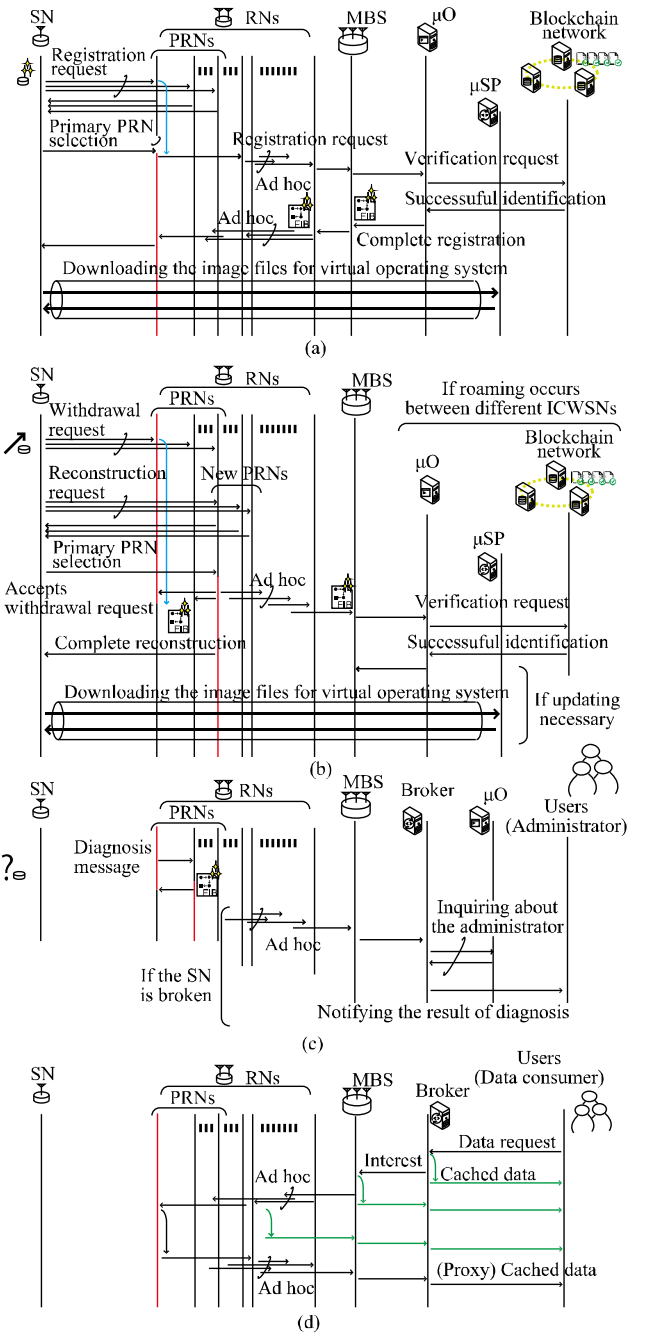 SN
RNs
PRNs
MBS
μO
Blockchain
network
μSP
Registration
request
Primary PRN
selection
Registration request
Ad hoc
Verification request
Successuful identification
Ad hoc
FIB
FIB
Complete registration
Downloading the image files for virtual operating system
(a)
SN
RNs
PRNs
MBS
If roaming occurs
between different ICWSNs
Withdrawal
request
Blockchain
network
μO
Reconstruction
request
New PRNs
Primary PRN
selection
μSP
Ad hoc
Accepts
withdrawal request
FIB
FIB
Verification request
Complete reconstruction
Successuful identification
Downloading the image files for virtual operating system
If updating
necessary
(b)
SN
RNs
PRNs
MBS
Broker
μO
Users
(Administrator)
Diagnosis
message
?
FIB
Ad hoc
Inquiring about
the administrator
If the SN
is broken
Notifying the result of diagnosis
(c)
SN
RNs
PRNs
MBS
Broker
Users
(Data consumer)
Data request
Interest
Cached data
Ad hoc
(Proxy) Cached data
Ad hoc
(d)